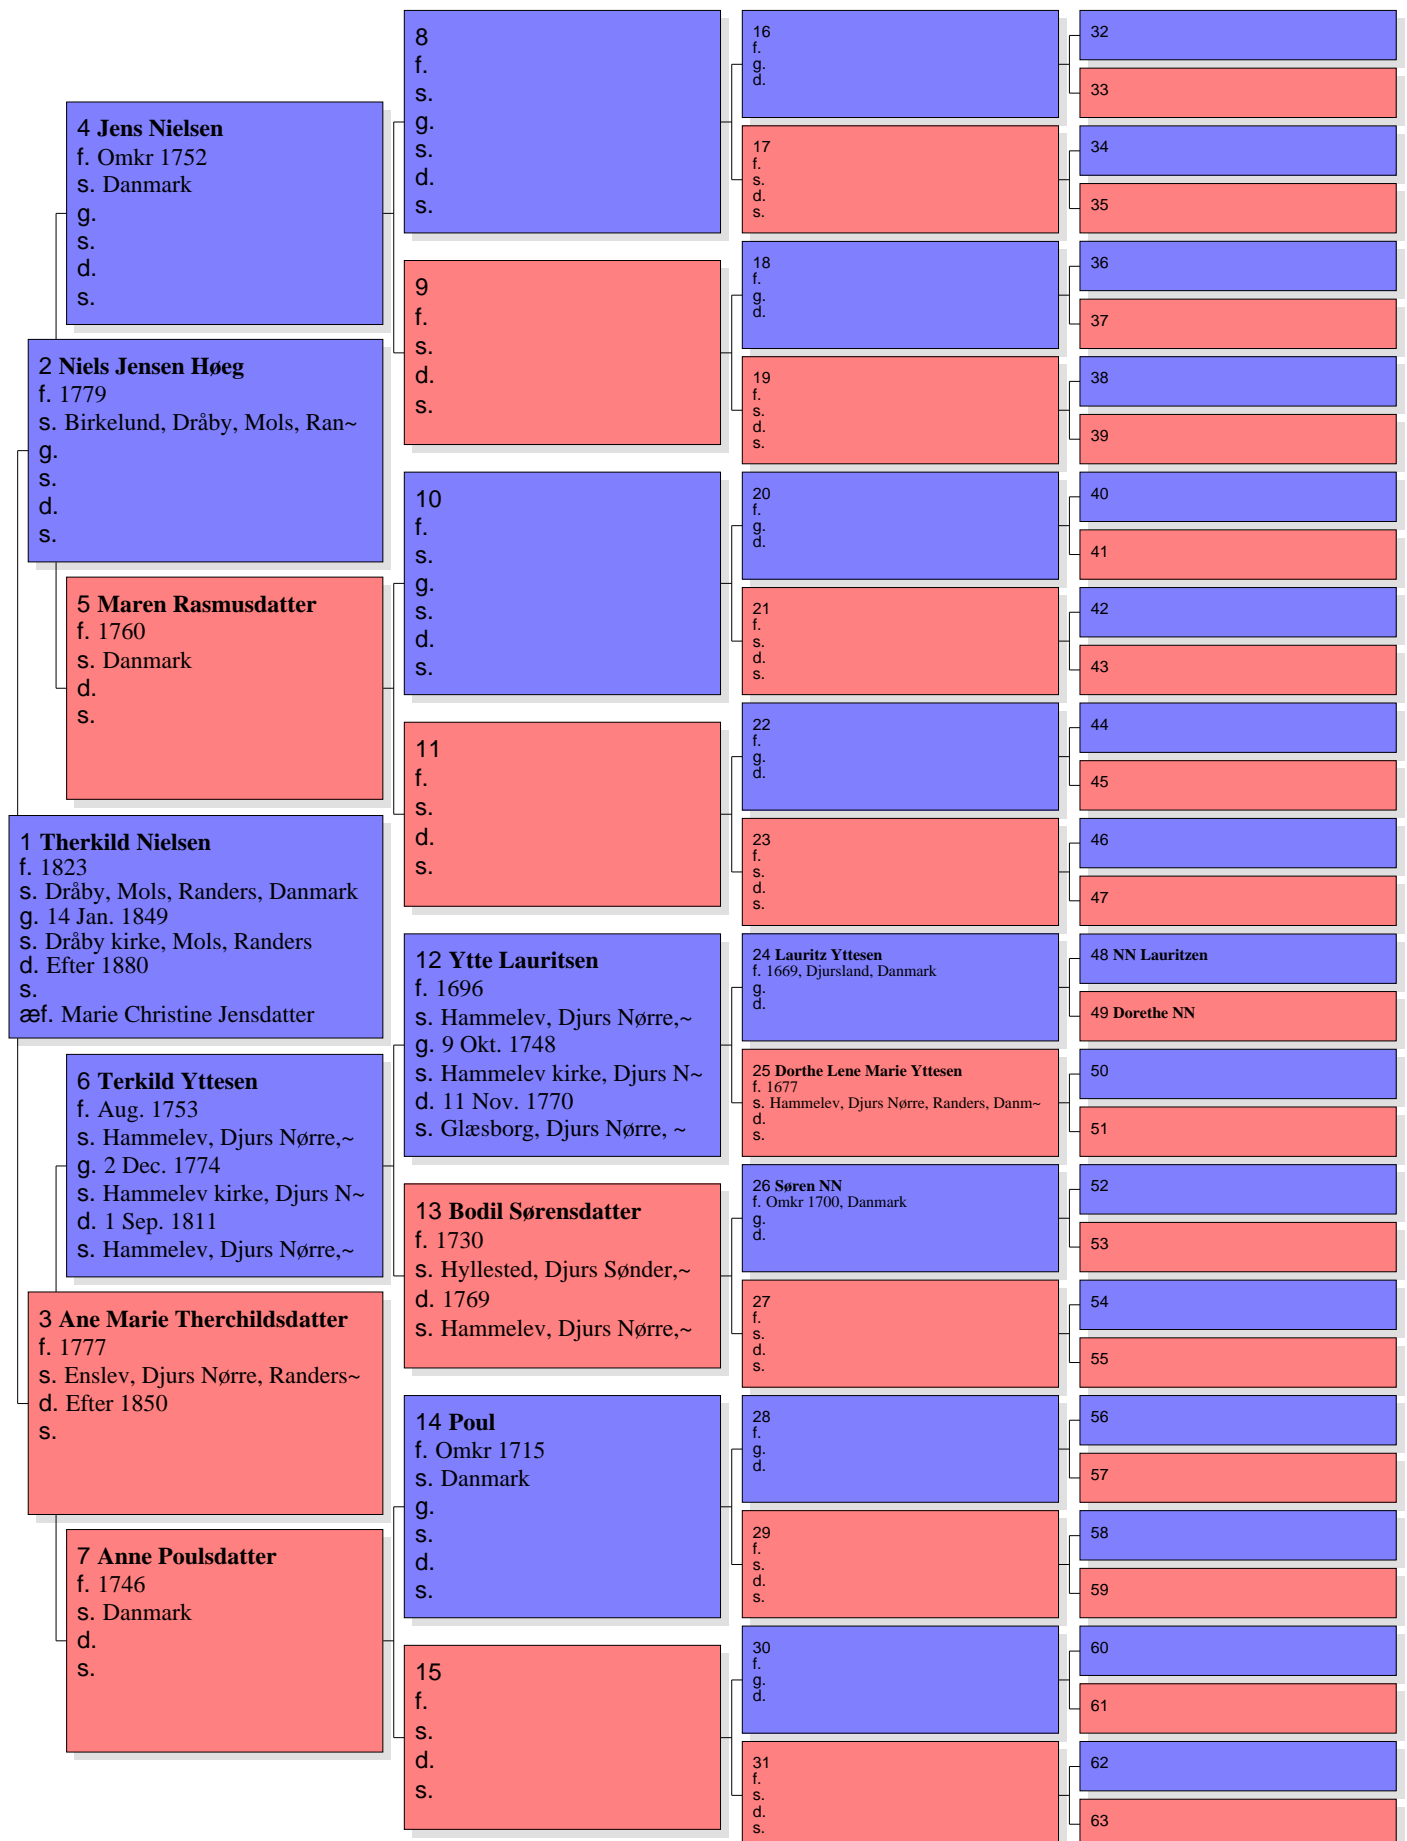 4 Jens Nielsen
f. Omkr 1752
s. Danmark
g.
s.
d.
s.
2 Niels Jensen Høeg
f. 1779
s. Birkelund, Dråby, Mols, Ran~
g.
s.
d.
s.
5 Maren Rasmusdatter
f. 1760
s. Danmark
d.
s.
1 Therkild Nielsen
f. 1823
s. Dråby, Mols, Randers, Danmark
g. 14 Jan. 1849
s. Dråby kirke, Mols, Randers
d. Efter 1880
s.
æf. Marie Christine Jensdatter
6 Terkild Yttesen
f. Aug. 1753
s. Hammelev, Djurs Nørre,~
g. 2 Dec. 1774
s. Hammelev kirke, Djurs N~
d. 1 Sep. 1811
s. Hammelev, Djurs Nørre,~
3 Ane Marie Therchildsdatter
f. 1777
s. Enslev, Djurs Nørre, Randers~
d. Efter 1850
s.
7 Anne Poulsdatter
f. 1746
s. Danmark
d.
s.
8
f.
s.
g.
s.
d.
s.
9
f.
s.
d.
s.
10
f.
s.
g.
s.
d.
s.
11
f.
s.
d.
s.
12 Ytte Lauritsen
f. 1696
s. Hammelev, Djurs Nørre,~
g. 9 Okt. 1748
s. Hammelev kirke, Djurs N~
d. 11 Nov. 1770
s. Glæsborg, Djurs Nørre, ~
13 Bodil Sørensdatter
f. 1730
s. Hyllested, Djurs Sønder,~
d. 1769
s. Hammelev, Djurs Nørre,~
14 Poul
f. Omkr 1715
s. Danmark
g.
s.
d.
s.
15
f.
s.
d.
s.
16
f.
g.
d.
17
f.
s.
d.
s.
18
f.
g.
d.
19
f.
s.
d.
s.
20
f.
g.
d.
21
f.
s.
d.
s.
22
f.
g.
d.
23
f.
s.
d.
s.
24 Lauritz Yttesen
f. 1669, Djursland, Danmark
g.
d.
25 Dorthe Lene Marie Yttesen
f. 1677
s. Hammelev, Djurs Nørre, Randers, Danm~
d.
s.
26 Søren NN
f. Omkr 1700, Danmark
g.
d.
27
f.
s.
d.
s.
28
f.
g.
d.
29
f.
s.
d.
s.
30
f.
g.
d.
31
f.
s.
d.
s.
32
33
34
35
36
37
38
39
40
41
42
43
44
45
46
47
48 NN Lauritzen
49 Dorethe NN
50
51
52
53
54
55
56
57
58
59
60
61
62
63